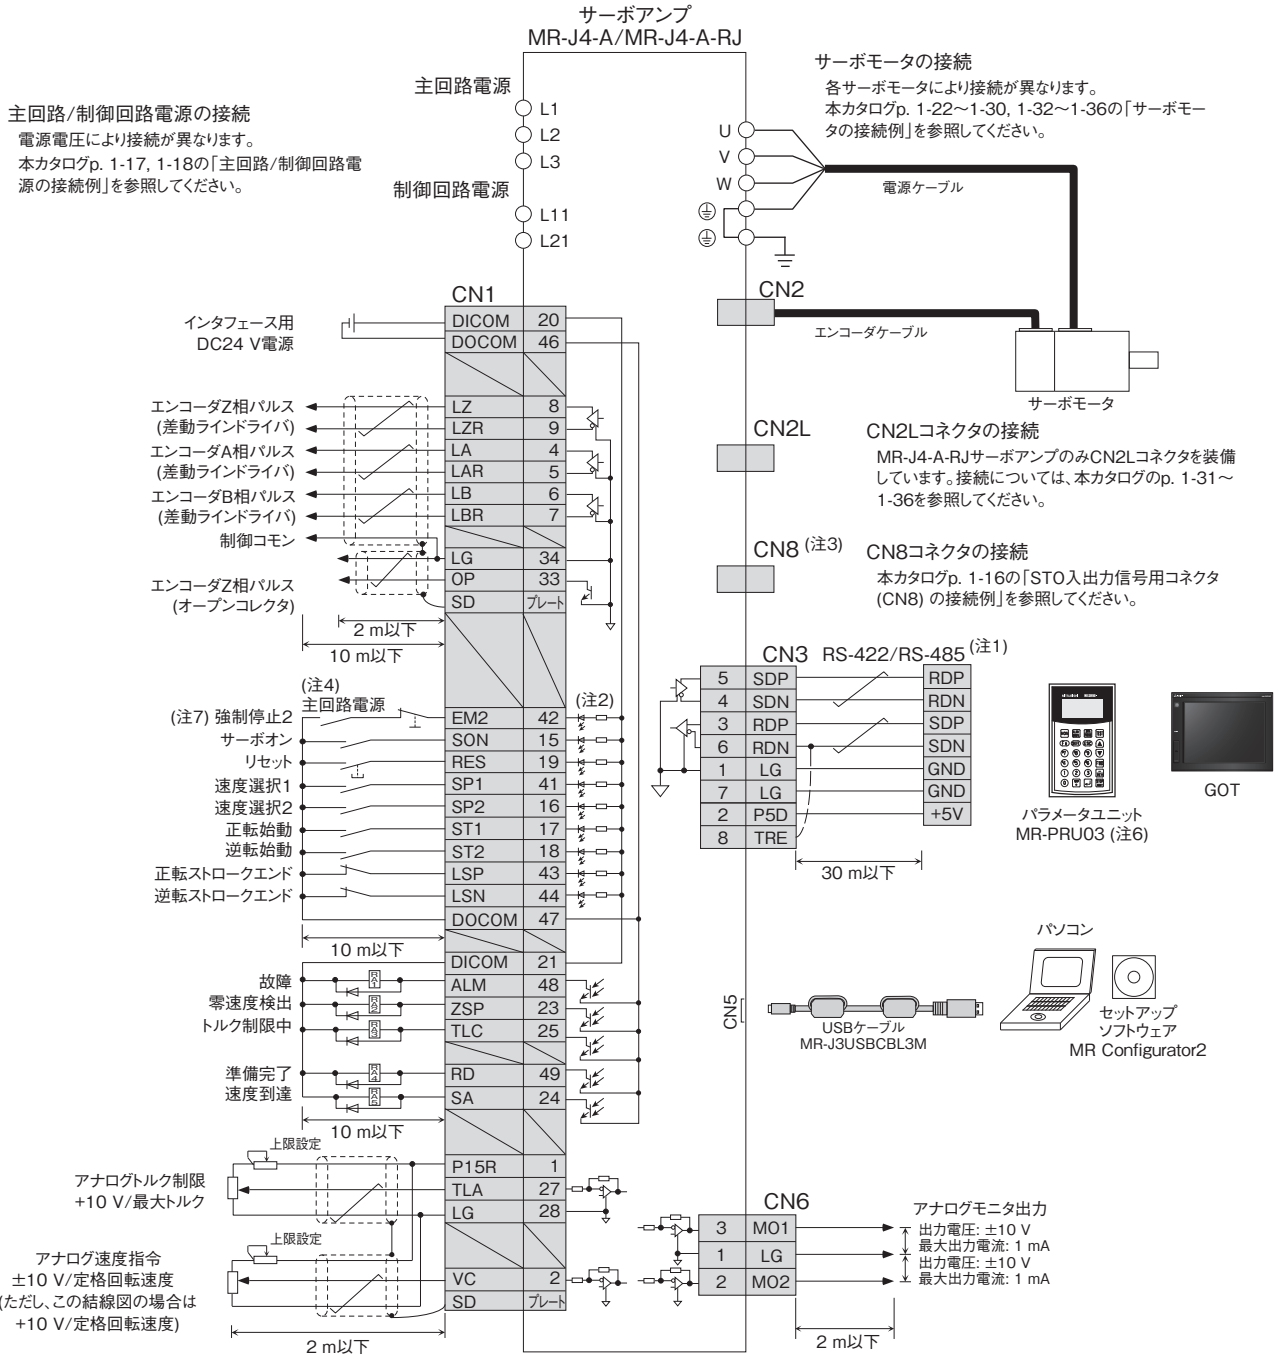 サーボアンプ
MR-J4-A/MR-J4-A-RJ
主回路/制御回路電源の接続
電源電圧により接続が異なります。
本カタログp. 1-17, 1-18の「主回路/制御回路電
源の接続例」を参照してください。
主回路電源
L1
L2
L3
制御回路電源
L11
L21
サーボモータの接続
各サーボモータにより接続が異なります。
本カタログp. 1-22～1-30, 1-32～1-36の「サーボモー
タの接続例」を参照してください。
U
V
W
電源ケーブル
CN2
エンコーダケーブル
サーボモータ
CN2L
CN2Lコネクタの接続
MR-J4-A-RJサーボアンプのみCN2Lコネクタを装備
しています。接続については、本カタログのp. 1-31～
1-36を参照してください。
CN8 (注3)
CN8コネクタの接続
本カタログp. 1-16の「STO入出力信号用コネクタ
(CN8) の接続例」を参照してください。
CN1
インタフェース用
DC24 V電源
DICOM 20
DOCOM 46
エンコーダZ相パルス
(差動ラインドライバ)
LZ 8
LZR 9
エンコーダA相パルス
(差動ラインドライバ)
LA 4
LAR 5
エンコーダB相パルス
(差動ラインドライバ)
LB 6
LBR 7
制御コモン
LG 34
エンコーダZ相パルス
(オープンコレクタ)
OP 33
SD プレート
2 m以下
10 m以下
(注4)
主回路電源
(注2)
(注7) 強制停止2 EM2 42
サーボオン SON 15
リセット RES 19
速度選択1 SP1 41
速度選択2 SP2 16
正転始動 ST1 17
逆転始動 ST2 18
正転ストロークエンド LSP 43
逆転ストロークエンド LSN 44
DOCOM 47
10 m以下
DICOM 21
故障 RA1 ALM 48
零速度検出 RA2 ZSP 23
トルク制限中 RA3 TLC 25
準備完了 RA4 RD 49
速度到達 RA5 SA 24
10 m以下
上限設定
アナログトルク制限
+10 V/最大トルク
P15R 1
TLA 27
LG 28
上限設定
アナログ速度指令
±10 V/定格回転速度
(ただし、この結線図の場合は
+10 V/定格回転速度)
VC 2
SD プレート
2 m以下
CN3 RS-422/RS-485 (注1)
5 SDP RDP
4 SDN RDN
3 RDP SDP
6 RDN SDN
1 LG GND
7 LG GND
2 P5D +5V
8 TRE
30 m以下
パラメータユニット
MR-PRU03 (注6)
GOT
CN5
USBケーブル
MR-J3USBCBL3M
パソコン
セットアップ
ソフトウェア
MR Configurator2
CN6
3 MO1
1 LG
2 MO2
アナログモニタ出力
出力電圧: ±10 V
最大出力電流: 1 mA
出力電圧: ±10 V
最大出力電流: 1 mA
2 m以下